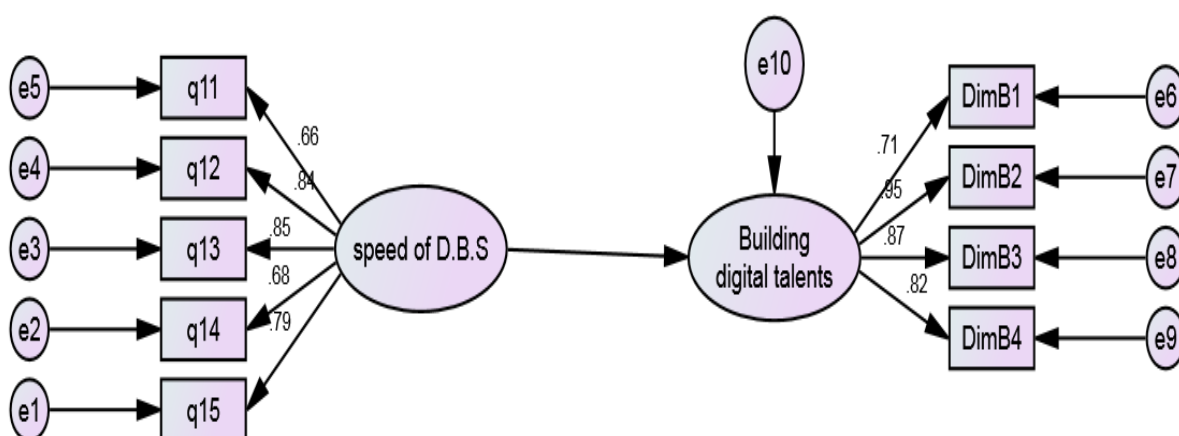 e5
q11
.66
e4
q12
.84
e3
q13
.85
e2
q14
.68
e1
q15
.79
speed of D.B.S
e10
Building
digital talents
.71
DimB1
e6
.95
DimB2
e7
.87
DimB3
e8
.82
DimB4
e9